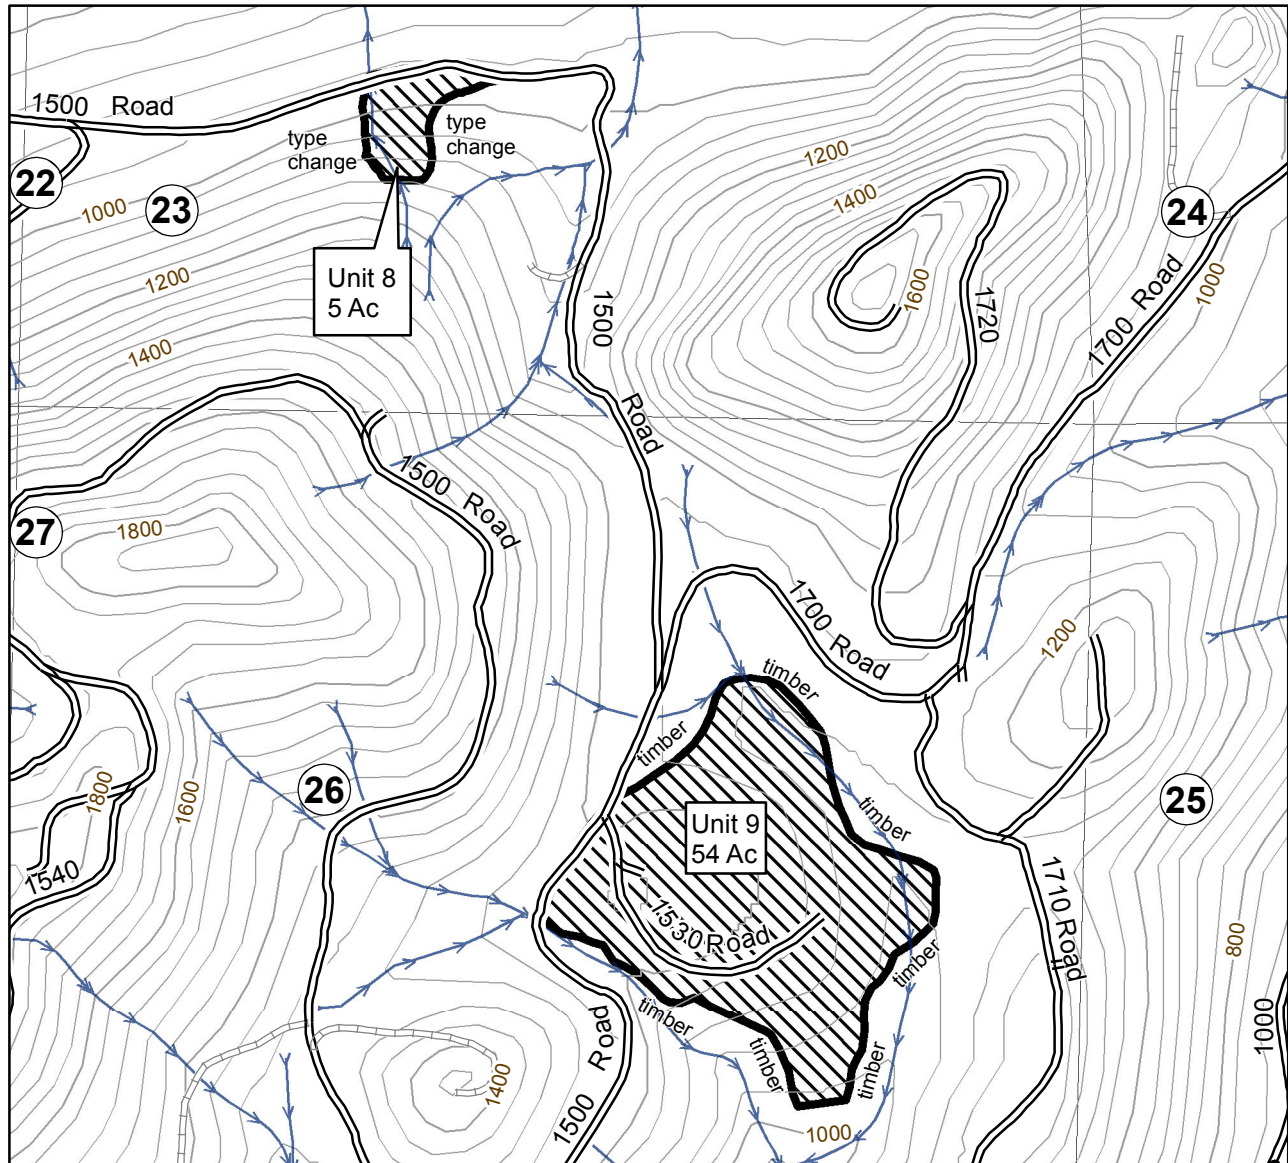 1500 Road
type
change
type
change
22
23
1000
1200
1400
Unit 8
5 Ac
1200
1400
1600
1720
24
1000
1700 Road
1500
Road
1500 Road
27
1800
1700 Road
1200
timber
timber
26
1800
1600
1540
Unit 9
54 Ac
timber
25
1530 Road
1710 Road
800
timber
timber
1000
1500 Road
timber
timber
1400
1000